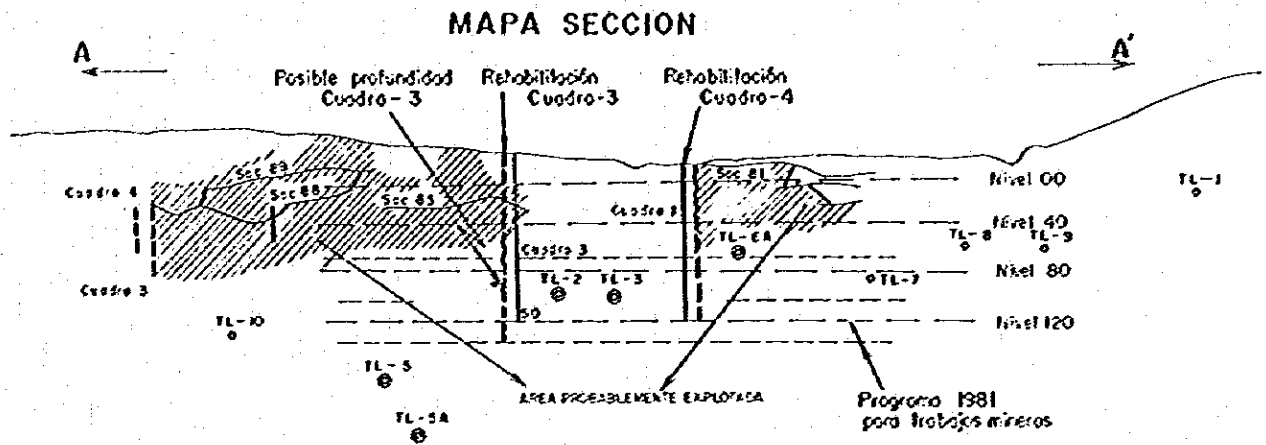 MAPA SECCION
A
A'
Posible profundidad
Cuadro - 3
Rehabilitación
Cuadro-3
Rehabilitación
Cuadro-4
Sec 83
Sec 88
Sec 85
Sec 81
Cuadro 4
Cuadro 3
Cuadro 3
Cuadro
Nivel 00
Nivel 40
Nivel 80
Nivel 120
TL-1
TL-8
TL-9
TL-6A
TL-2
TL-3
TL-7
TL-10
TL-5
TL-5A
50
AREA PROBABLEMENTE EXPLOTADA
Programa 1981
para trabajos mineros